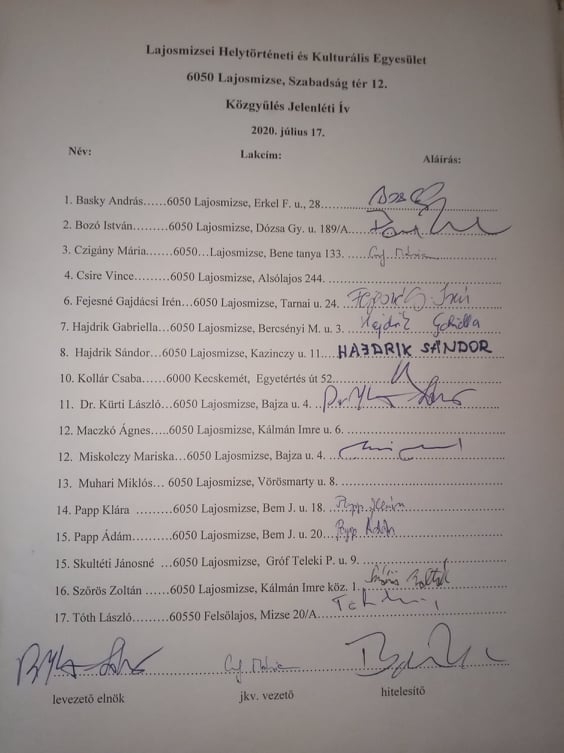 Lajosmizsei Helytörténeti és Kulturális Egyesület
6050 Lajosmizse, Szabadság tér 12.
Közgyűlés Jelenléti Ív
2020. július 17.
Név: Lakcím: Aláírás:
1. Basky András……6050 Lajosmizse, Erkel F. u., 28
2. Bozó István………6050 Lajosmizse, Dózsa Gy. u. 189/A
3. Czigány Mária…….6050…Lajosmizse, Bene tanya 133.
4. Csire Vince………6050 Lajosmizse, Alsólajos 244.
6. Fejesné Gajdácsi Irén…6050 Lajosmizse, Tarnai u. 24.
7. Hajdrik Gabriella…6050 Lajosmizse, Bercsényi M. u. 3. Hajdrik Gabriella
8. Hajdrik Sándor…6050 Lajosmizse, Kazinczy u. 11 HAJDRIK SÁNDOR
10. Kollár Csaba……6000 Kecskemét, Egyetértés út 52
11. Dr. Kürti László…6050 Lajosmizse, Bajza u. 4.
12. Maczkó Ágnes…..6050 Lajosmizse, Kálmán Imre u. 6.
12. Miskolczy Mariska…6050 Lajosmizse, Bajza u. 4.
13. Muhari Miklós… 6050 Lajosmizse, Vörösmarty u. 8.
14. Papp Klára ………6050 Lajosmizse, Bem J. u. 18. Papp Klára
15. Papp Ádám………6050 Lajosmizse, Bem J. u. 20 Papp Ádám
15. Skultéti Jánosné …6050 Lajosmizse, Gróf Teleki P. u. 9.
16. Szőrös Zoltán ……6050 Lajosmizse, Kálmán Imre köz. 1. Szőrös Zoltán
17. Tóth László………60550 Felsőlajos, Mizse 20/A
levezető elnök jkv. vezető hitelesítő